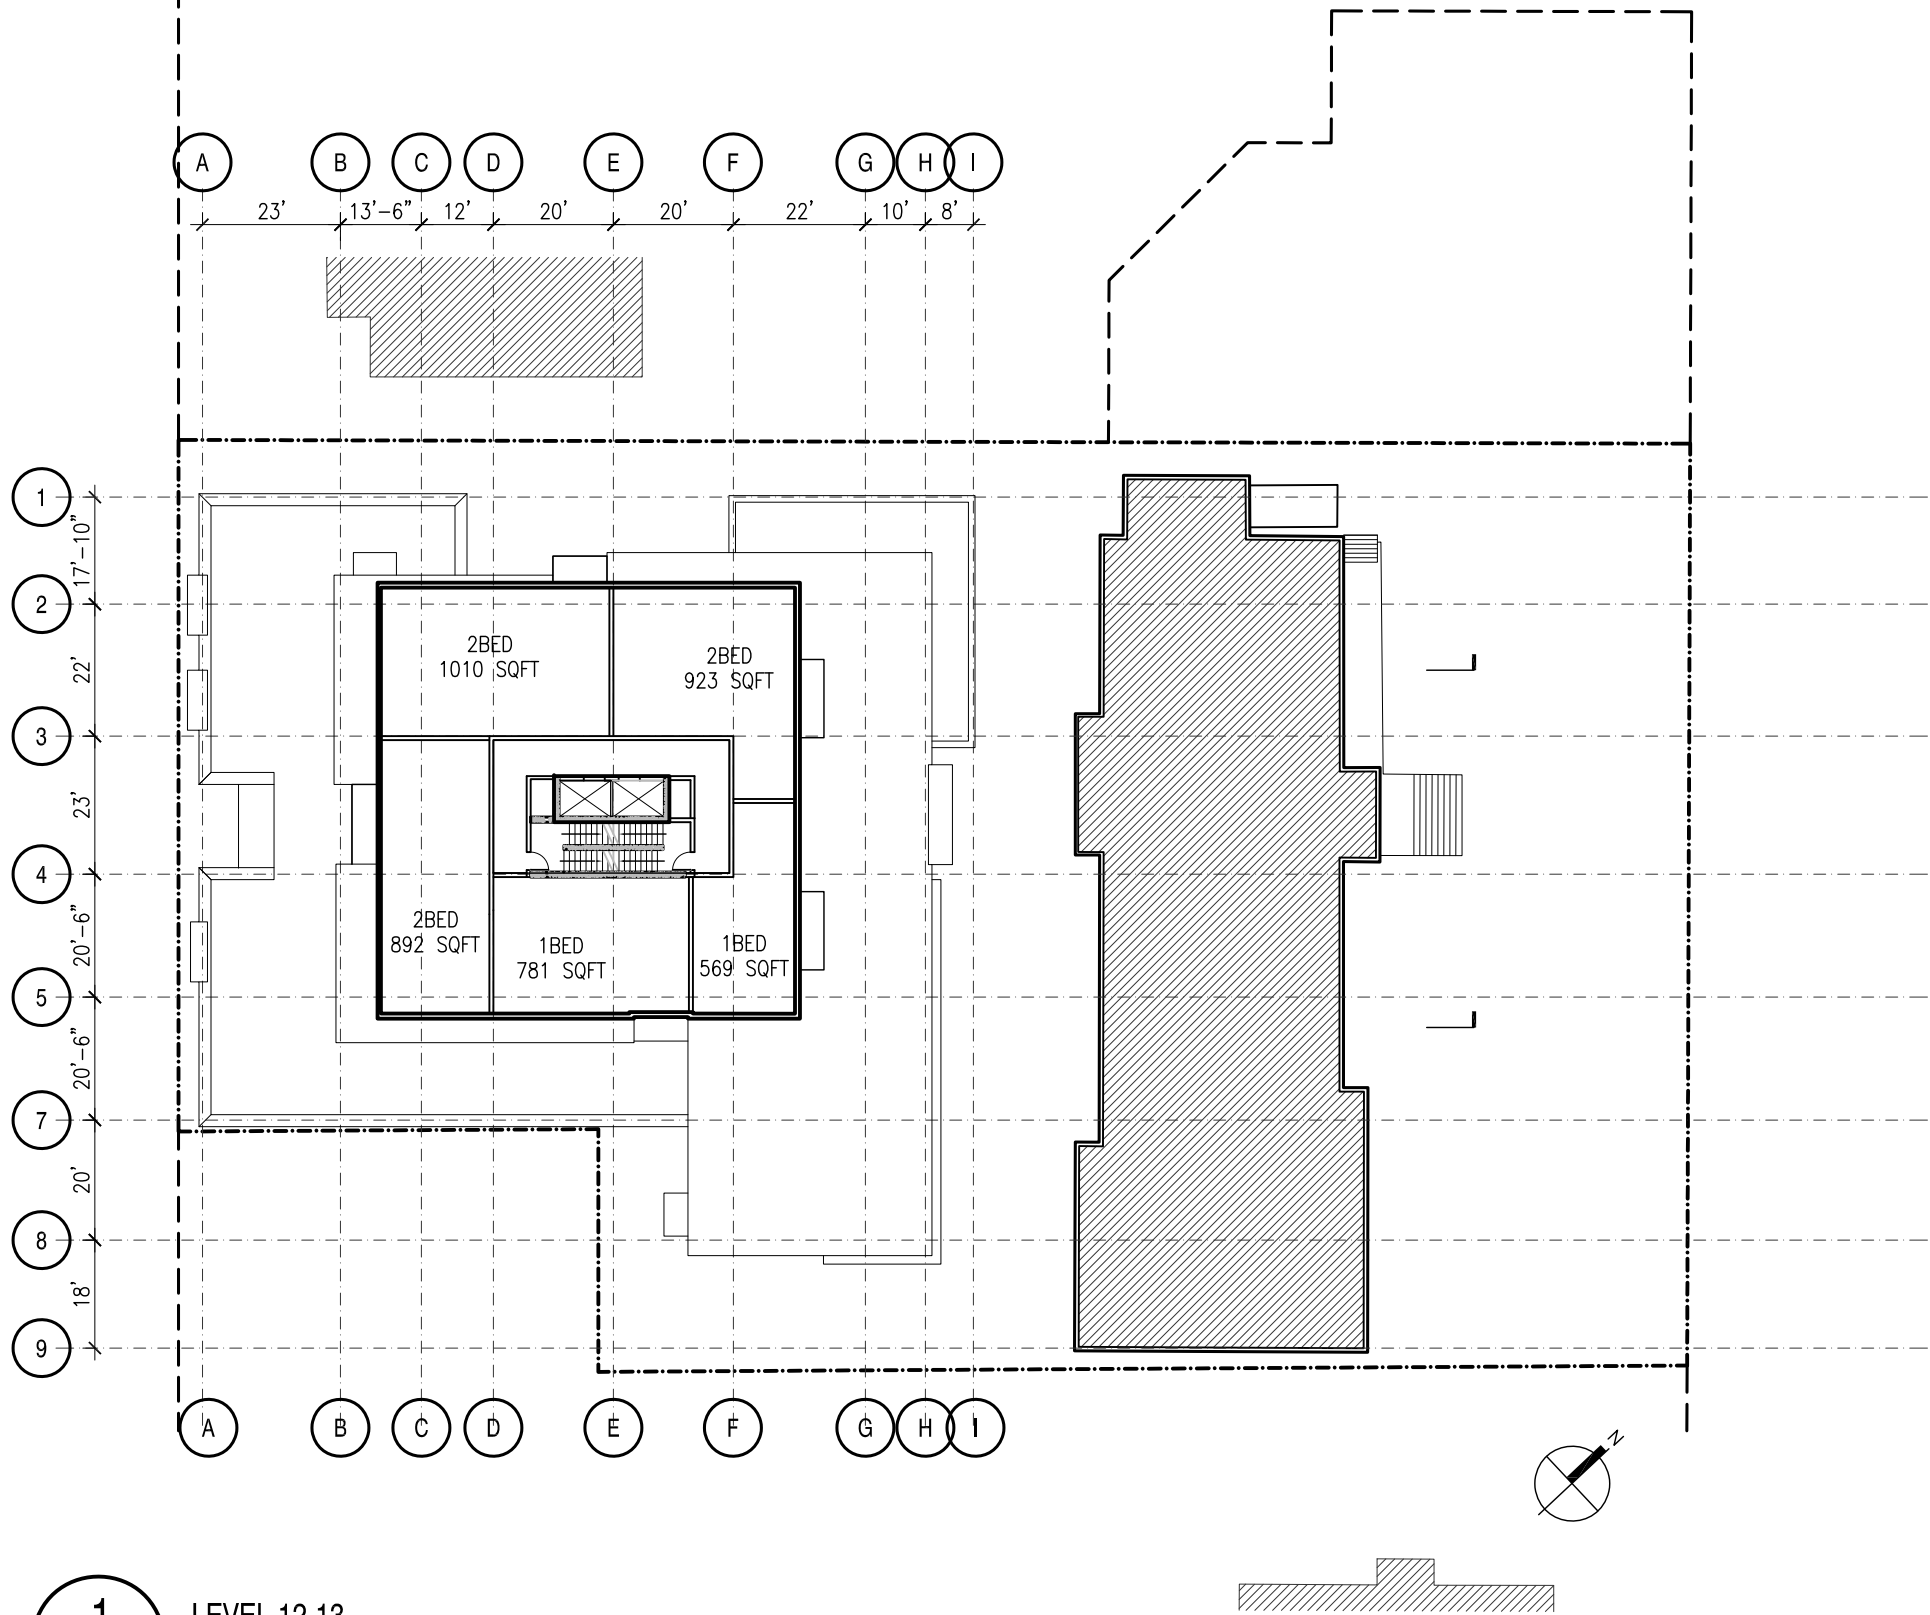 A B C D E F G H I
23' 13'-6" 12' 20' 20' 22' 10' 8'
1
17'-10"
2
22'
3
23'
4
20'-6"
5
20'-6"
7
20'
8
18'
9
2BED
1010 SQFT
2BED
923 SQFT
2BED
892 SQFT
1BED
781 SQFT
1BED
569 SQFT
A B C D E F G H I
N
1
LEVEL 12-13